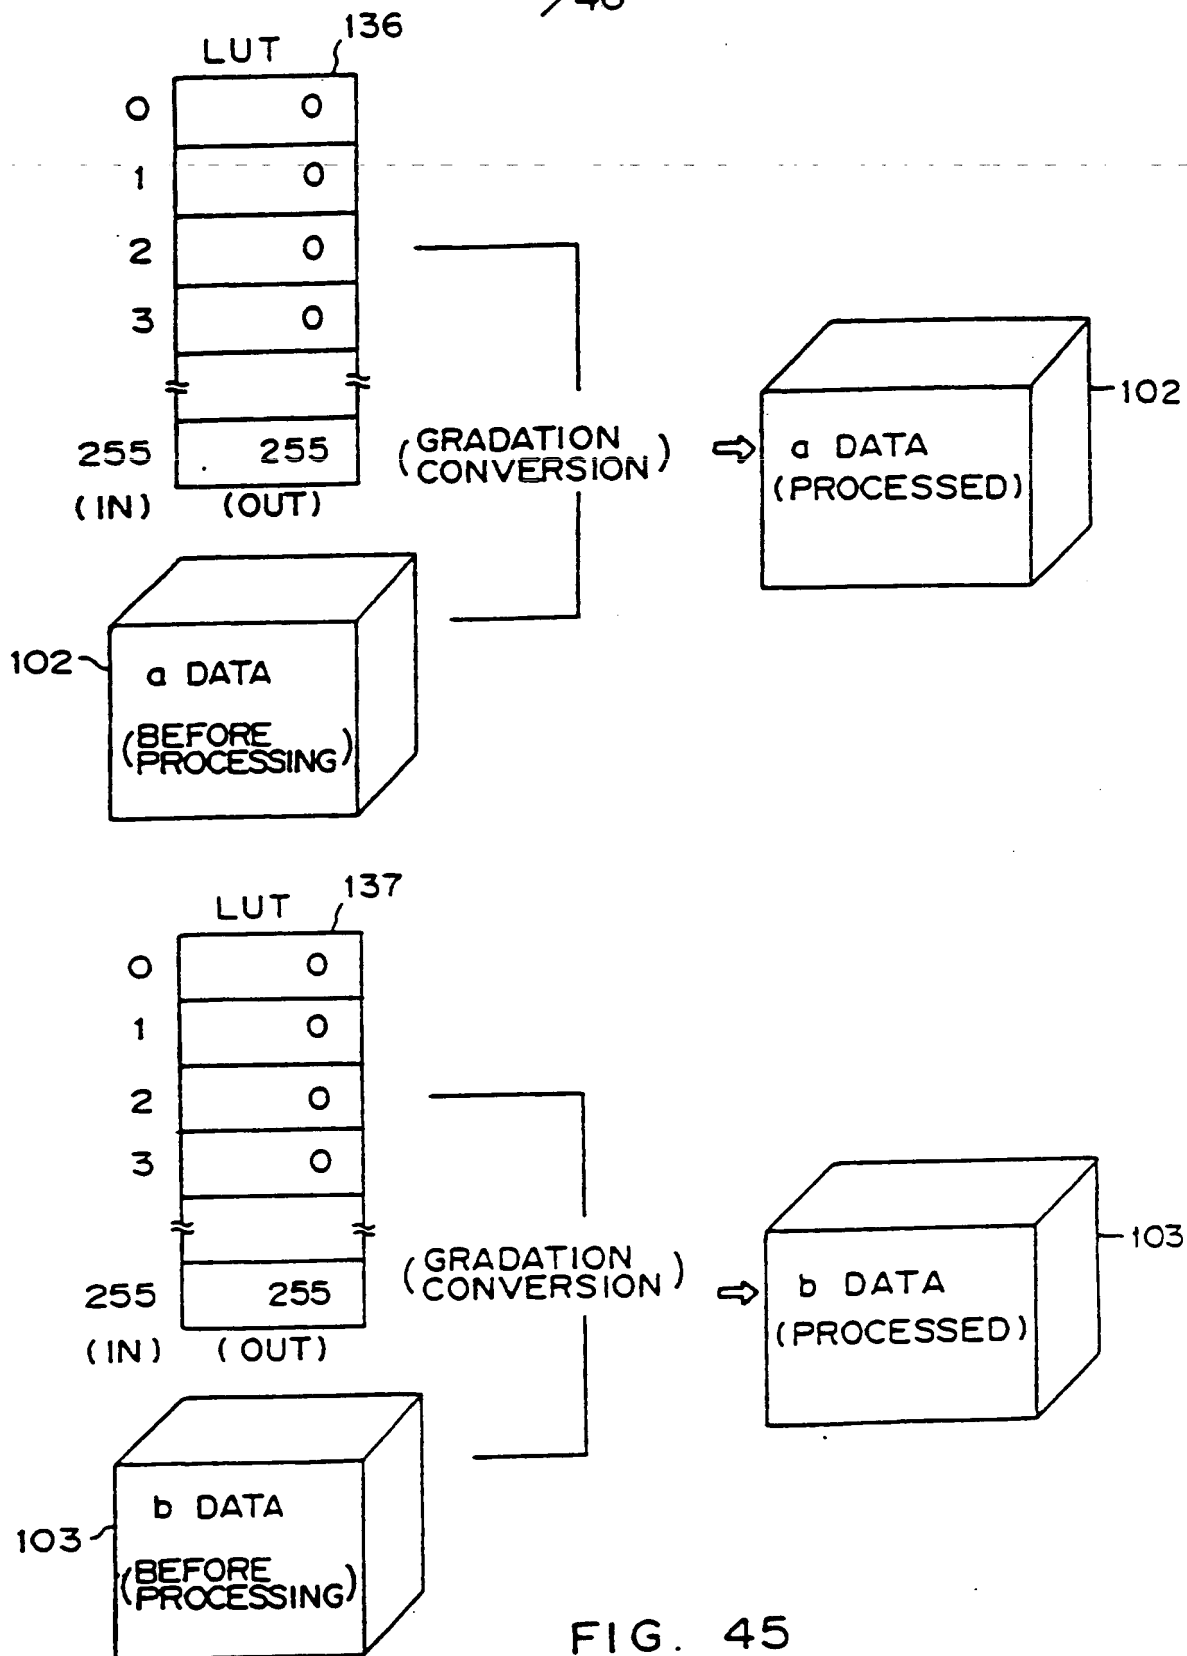 LUT
136
0 0
1 0
2 0
3 0
255 255
(IN) (OUT)
(GRADATION
CONVERSION)
a DATA
(PROCESSED)
102
102
a DATA
(BEFORE
PROCESSING)
LUT
137
0 0
1 0
2 0
3 0
255 255
(IN) (OUT)
(GRADATION
CONVERSION)
b DATA
(PROCESSED)
103
103
b DATA
(BEFORE
PROCESSING)
FIG. 45